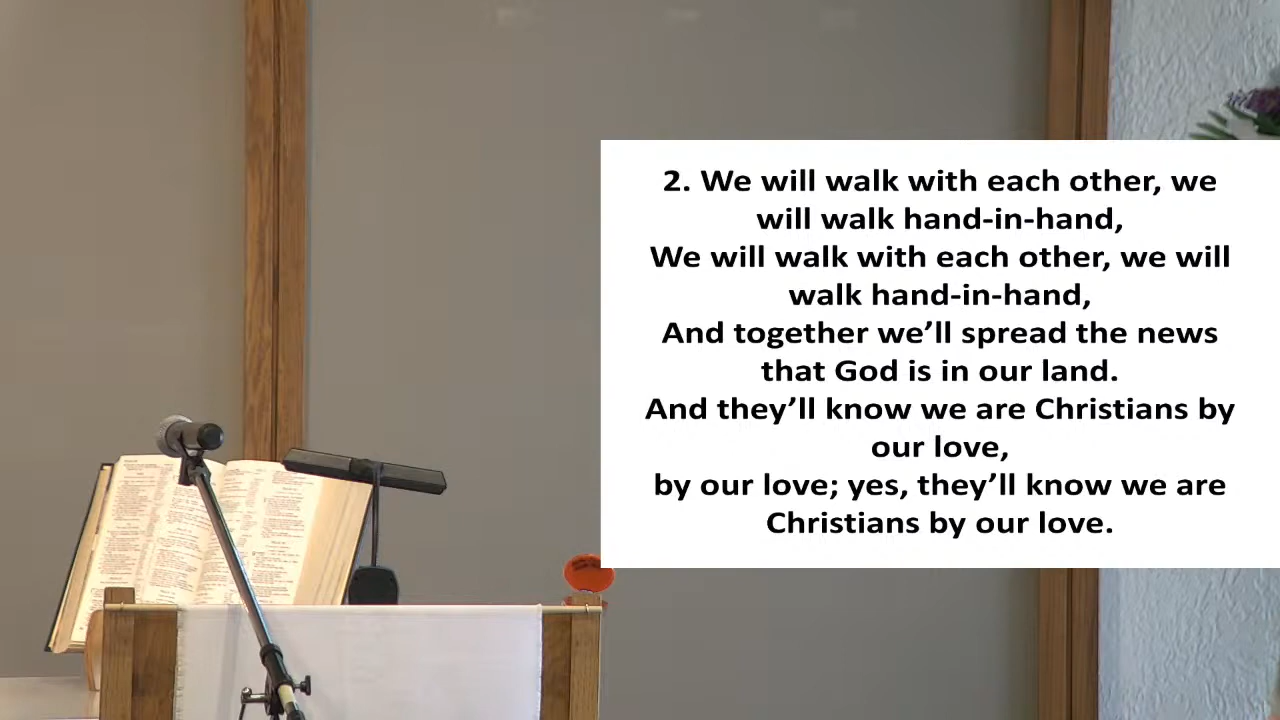 2. We will walk with each other, we
will walk hand-in-hand,
We will walk with each other, we will
walk hand-in-hand,
And together we’ll spread the news
that God is in our land.
And they’ll know we are Christians by
our love,
by our love; yes, they’ll know we are
Christians by our love.